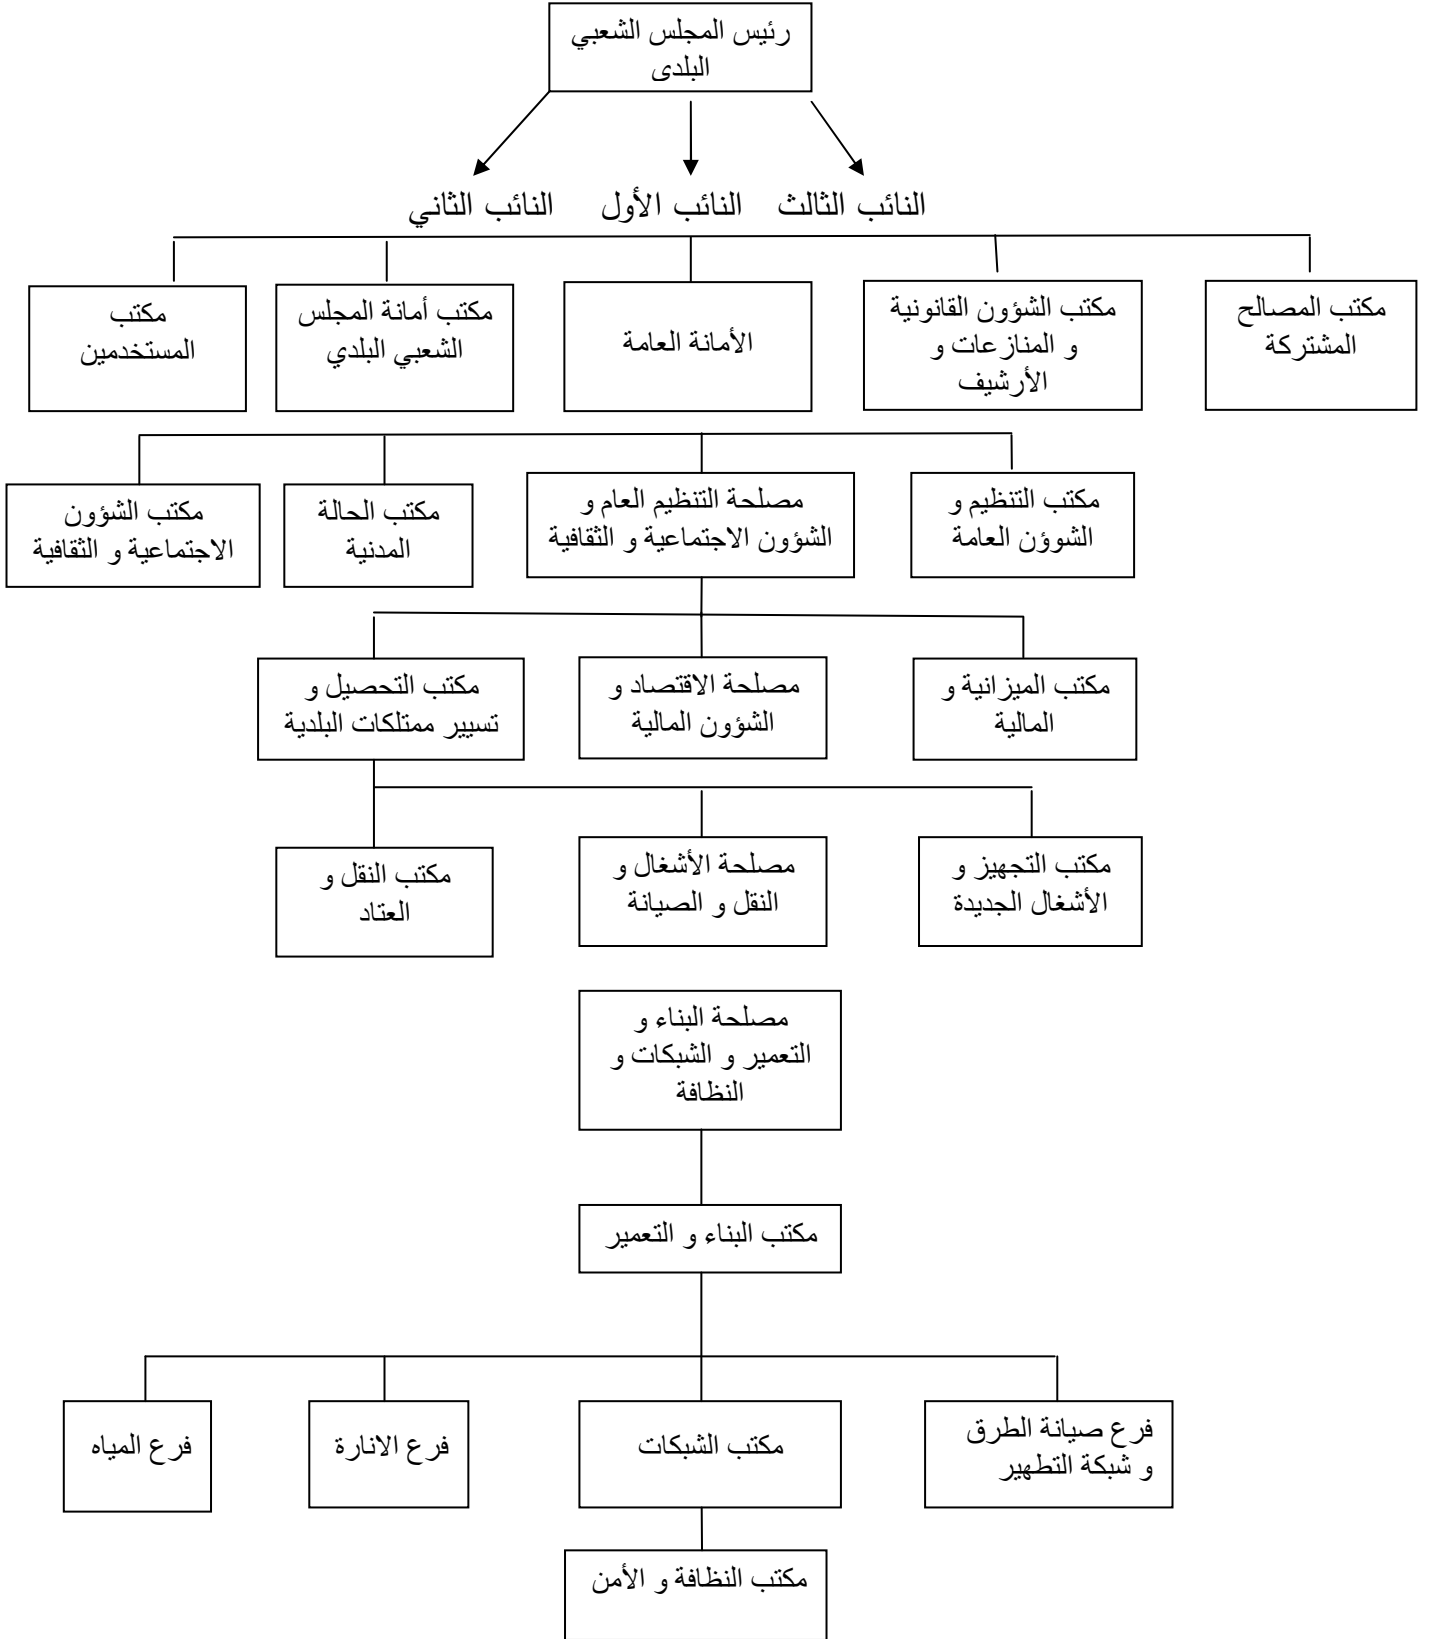 رئيس المجلس الشعبي
البلدى
النائب الثالث
النائب الأول
النائب الثاني
مكتب المصالح
المشتركة
مكتب الشؤون القانونية
و المنازعات و
الأرشيف
الأمانة العامة
مكتب أمانة المجلس
الشعبي البلدي
مكتب
المستخدمين
مكتب التنظيم و
الشوؤن العامة
مصلحة التنظيم العام و
الشؤون الاجتماعية و الثقافية
مكتب الحالة
المدنية
مكتب الشؤون
الاجتماعية و الثقافية
مكتب الميزانية و
المالية
مصلحة الاقتصاد و
الشؤون المالية
مكتب التحصيل و
تسيير ممتلكات البلدية
مكتب التجهيز و
الأشغال الجديدة
مصلحة الأشغال و
النقل و الصيانة
مكتب النقل و
العتاد
مصلحة البناء و
التعمير و الشبكات و
النظافة
مكتب البناء و التعمير
فرع صيانة الطرق
و شبكة التطهير
مكتب الشبكات
فرع الانارة
فرع المياه
مكتب النظافة و الأمن